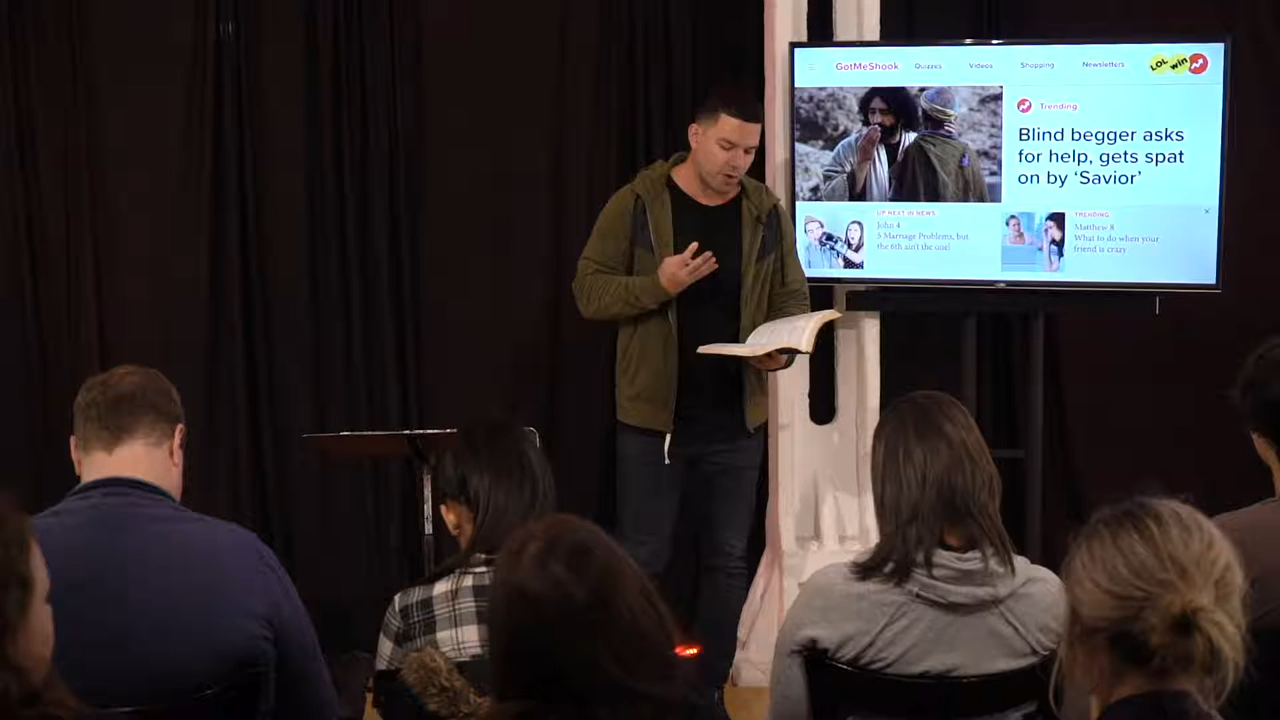 GotMeShook Quizzes Videos Shopping Newsletters LOL win
Trending
Blind begger asks
for help, gets spat
on by ‘Savior’
UP NEXT IN NEWS
John 4
5 Marriage Problems, but
the 6th ain't the one!
TRENDING
Matthew 8
What to do when your
friend is crazy